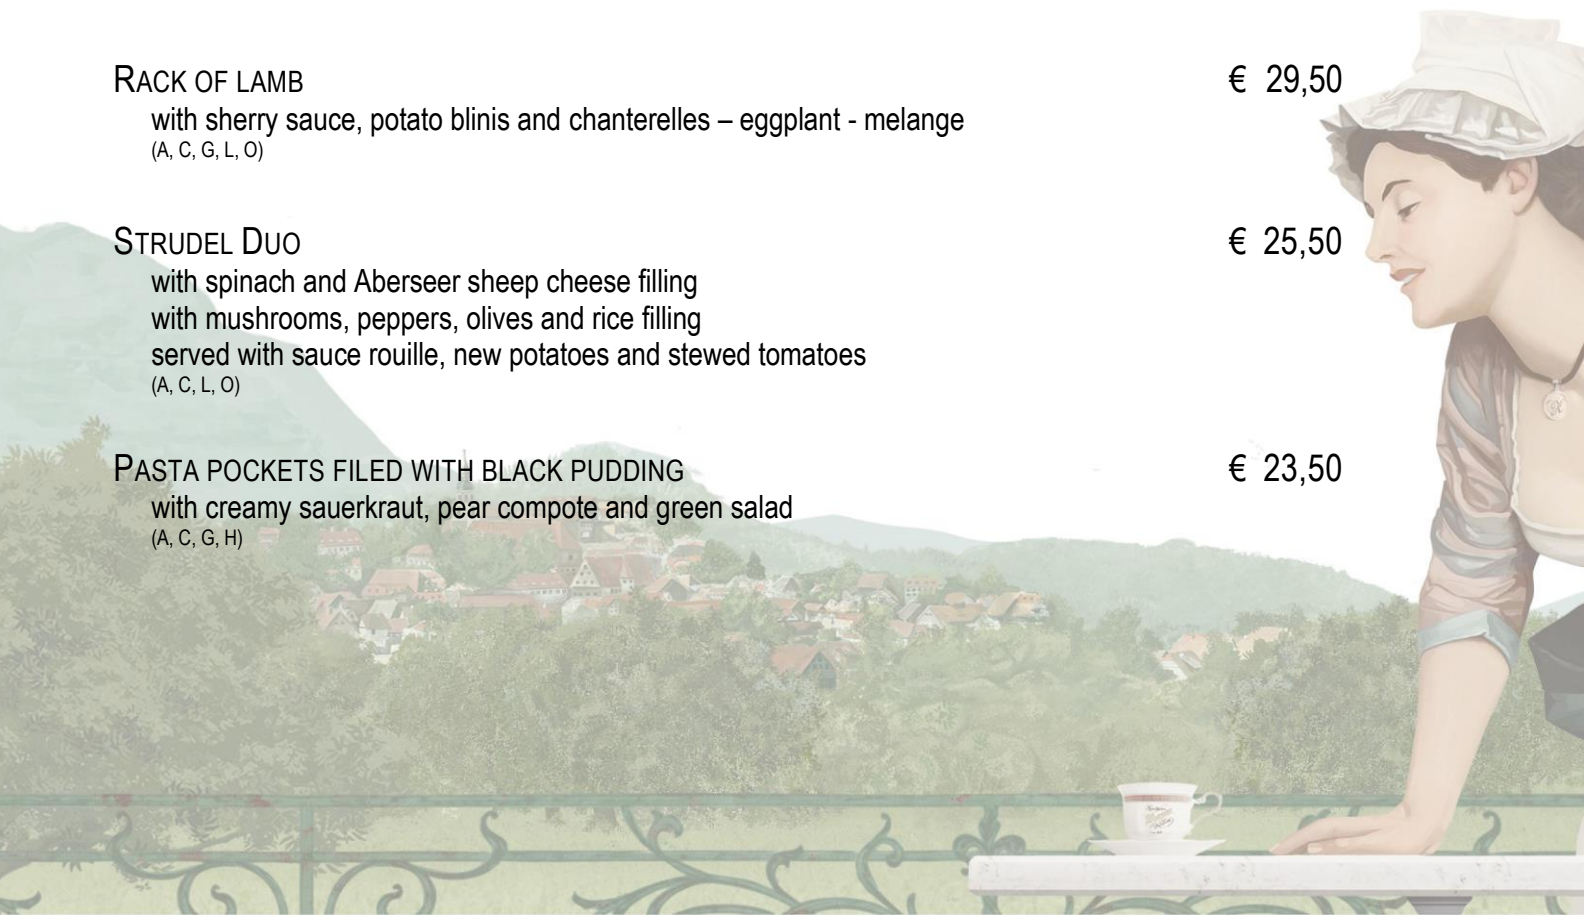 RACK OF LAMB € 29,50
with sherry sauce, potato blinis and chanterelles – eggplant - melange
(A, C, G, L, O)
STRUDEL DUO € 25,50
with spinach and Aberseer sheep cheese filling
with mushrooms, peppers, olives and rice filling
served with sauce rouille, new potatoes and stewed tomatoes
(A, C, L, O)
PASTA POCKETS FILED WITH BLACK PUDDING € 23,50
with creamy sauerkraut, pear compote and green salad
(A, C, G, H)